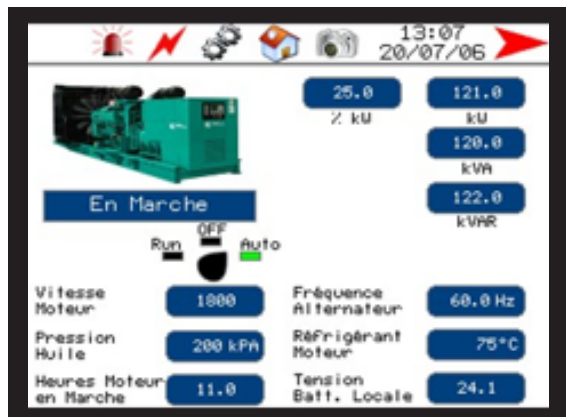 13:07
20/07/06
25.0
% kW
121.0
kW
120.0
kVA
122.0
kVAR
En Marche
OFF
Run
Auto
Vitesse
Moteur
1800
Fréquence
Alternateur
60.0 Hz
Pression
Huile
200 kPA
Réfrigérant
Moteur
75°C
Heures Moteur
en Marche
11.0
Tension
Batt. Locale
24.1